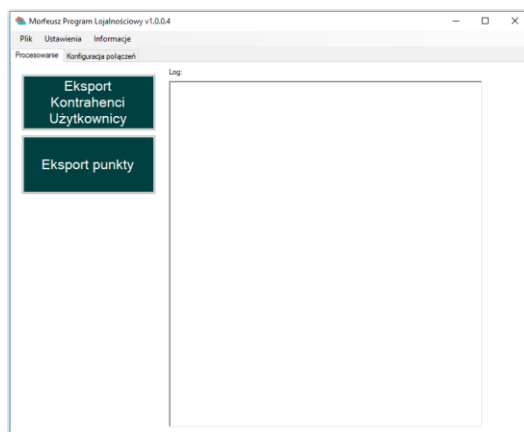 Morfeusz Program Lojalnościowy v1.0.0.4
Plik Ustawienia Informacje
Procesowanie Konfiguracja połączeń
Eksport
Kontrahenci
Użytkownicy
Eksport punkty
Log: